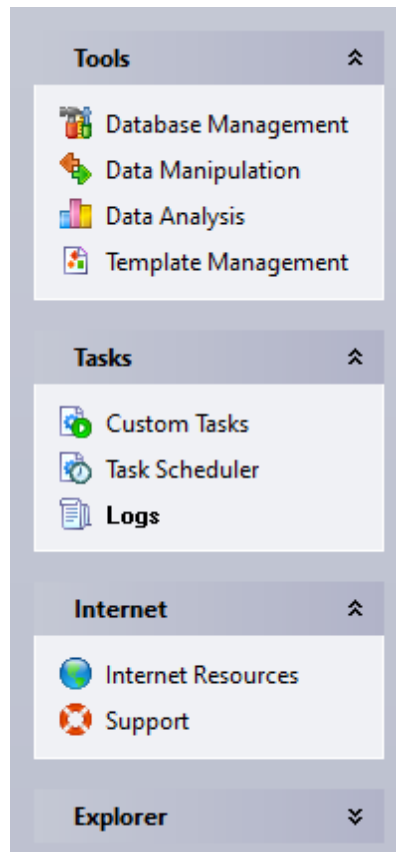 Tools
Database Management
Data Manipulation
Data Analysis
Template Management
Tasks
Custom Tasks
Task Scheduler
Logs
Internet
Internet Resources
Support
Explorer